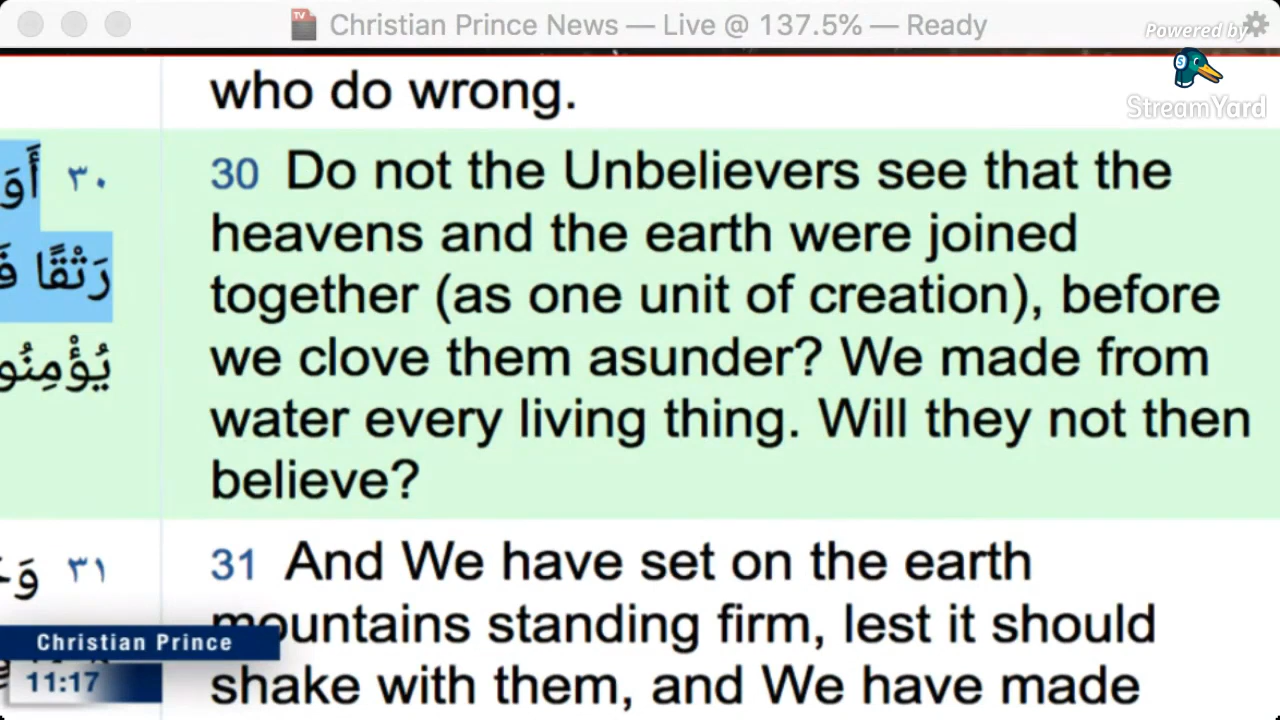 Christian Prince News — Live @ 137.5% — Ready
Powered by
StreamYard
who do wrong.
30 Do not the Unbelievers see that the
heavens and the earth were joined
together (as one unit of creation), before
we clove them asunder? We made from
water every living thing. Will they not then
believe?
٣٠ أَوَ
رَتْقًا
31 And We have set on the earth
mountains standing firm, lest it should
shake with them, and We have made
٣١
Christian Prince
11:17